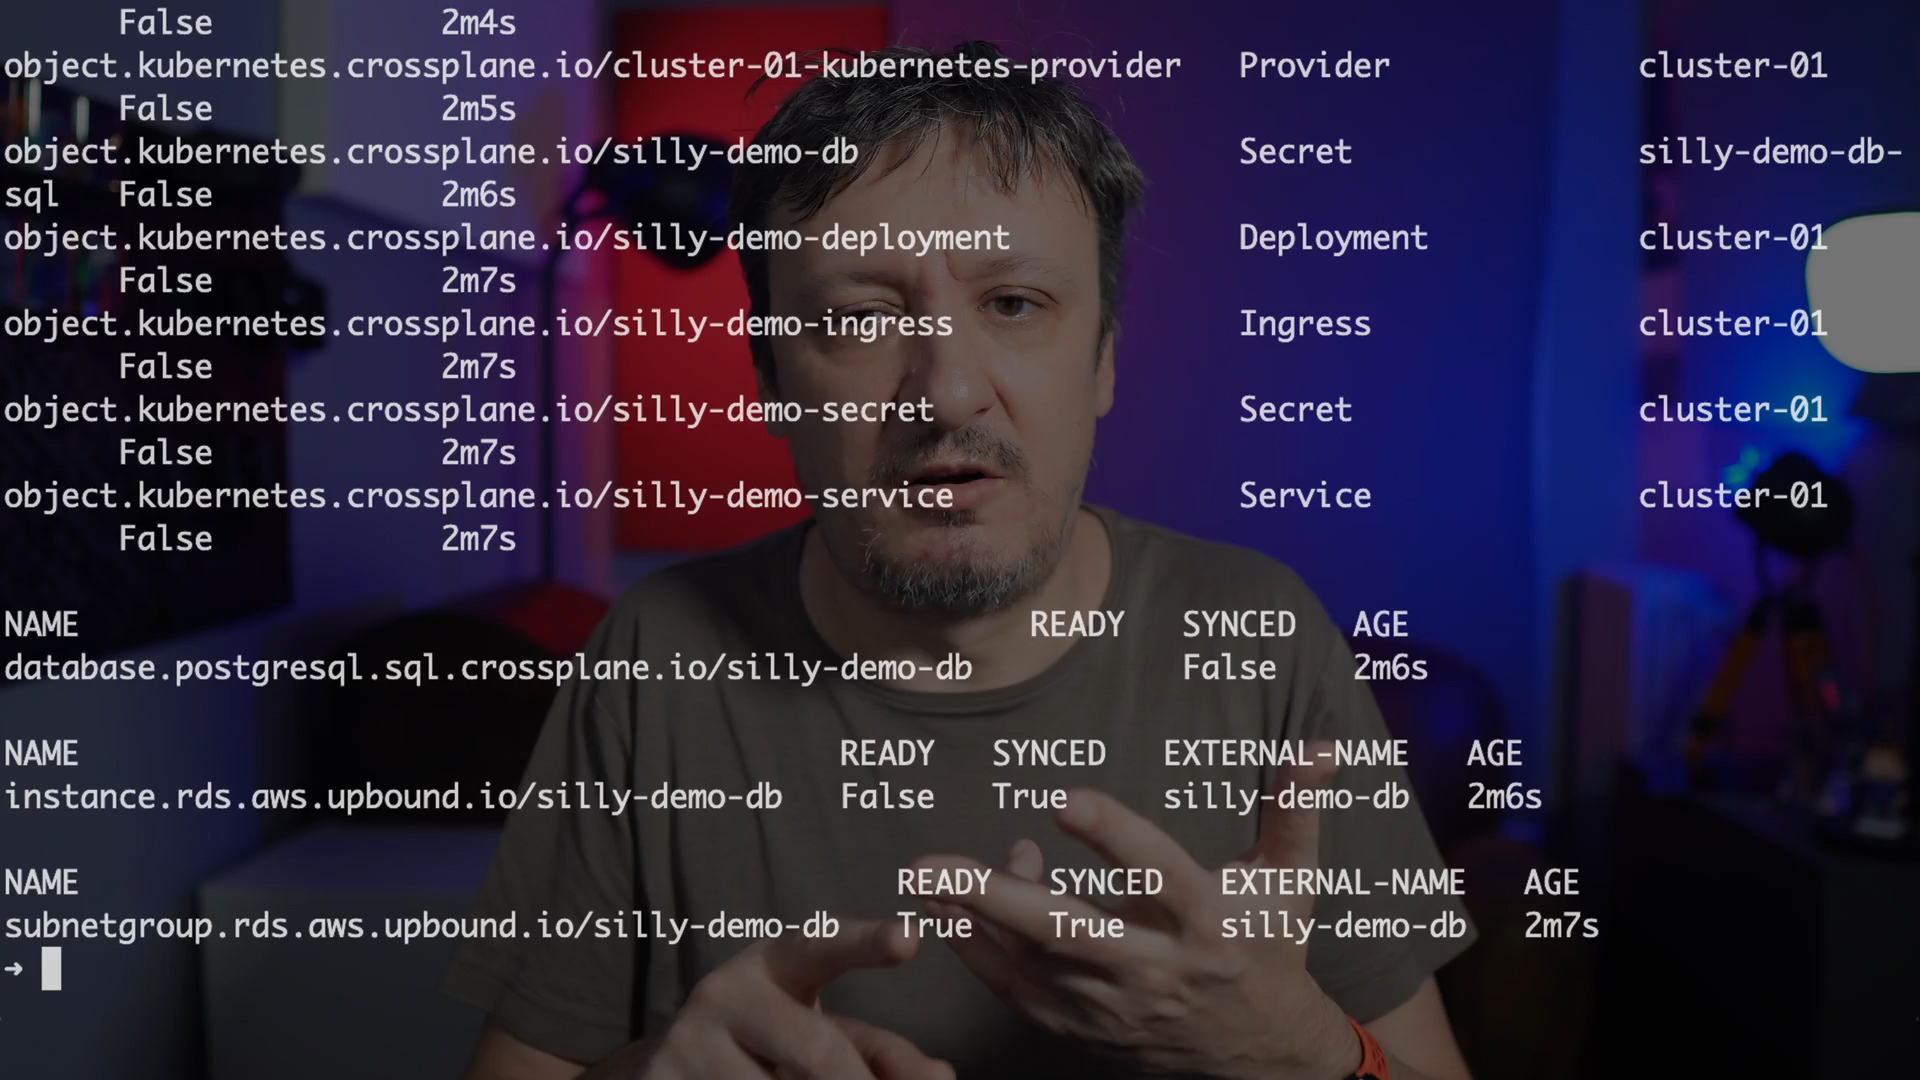 False 2m4s
object.kubernetes.crossplane.io/cluster-01-kubernetes-provider Provider cluster-01
False 2m5s
object.kubernetes.crossplane.io/silly-demo-db Secret silly-demo-db-
sql False 2m6s
object.kubernetes.crossplane.io/silly-demo-deployment Deployment cluster-01
False 2m7s
object.kubernetes.crossplane.io/silly-demo-ingress Ingress cluster-01
False 2m7s
object.kubernetes.crossplane.io/silly-demo-secret Secret cluster-01
False 2m7s
object.kubernetes.crossplane.io/silly-demo-service Service cluster-01
False 2m7s
NAME READY SYNCED AGE
database.postgresql.sql.crossplane.io/silly-demo-db False 2m6s
NAME READY SYNCED EXTERNAL-NAME AGE
instance.rds.aws.upbound.io/silly-demo-db False True silly-demo-db 2m6s
NAME READY SYNCED EXTERNAL-NAME AGE
subnetgroup.rds.aws.upbound.io/silly-demo-db True True silly-demo-db 2m7s
➜